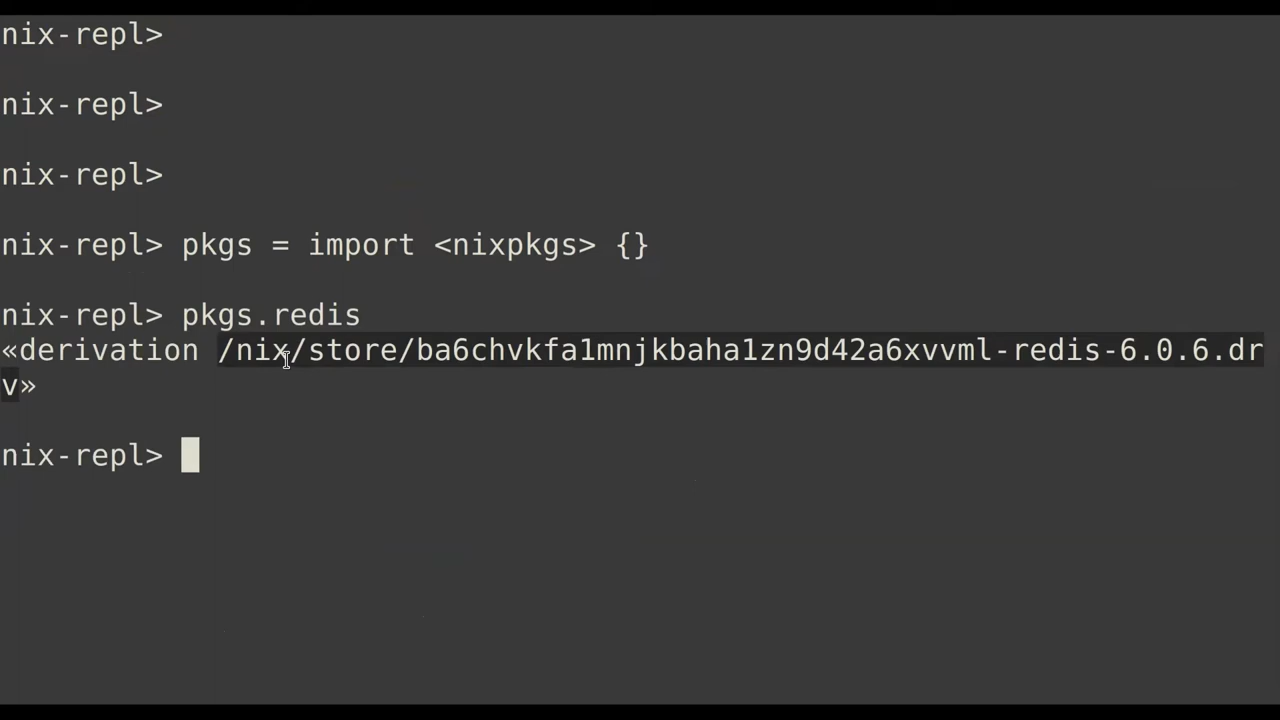 nix-repl>
nix-repl>
nix-repl>
nix-repl> pkgs = import <nixpkgs> {}
nix-repl> pkgs.redis
«derivation /nix/store/ba6chvkfa1mnjkbaha1zn9d42a6xvvml-redis-6.0.6.dr
v»
nix-repl>